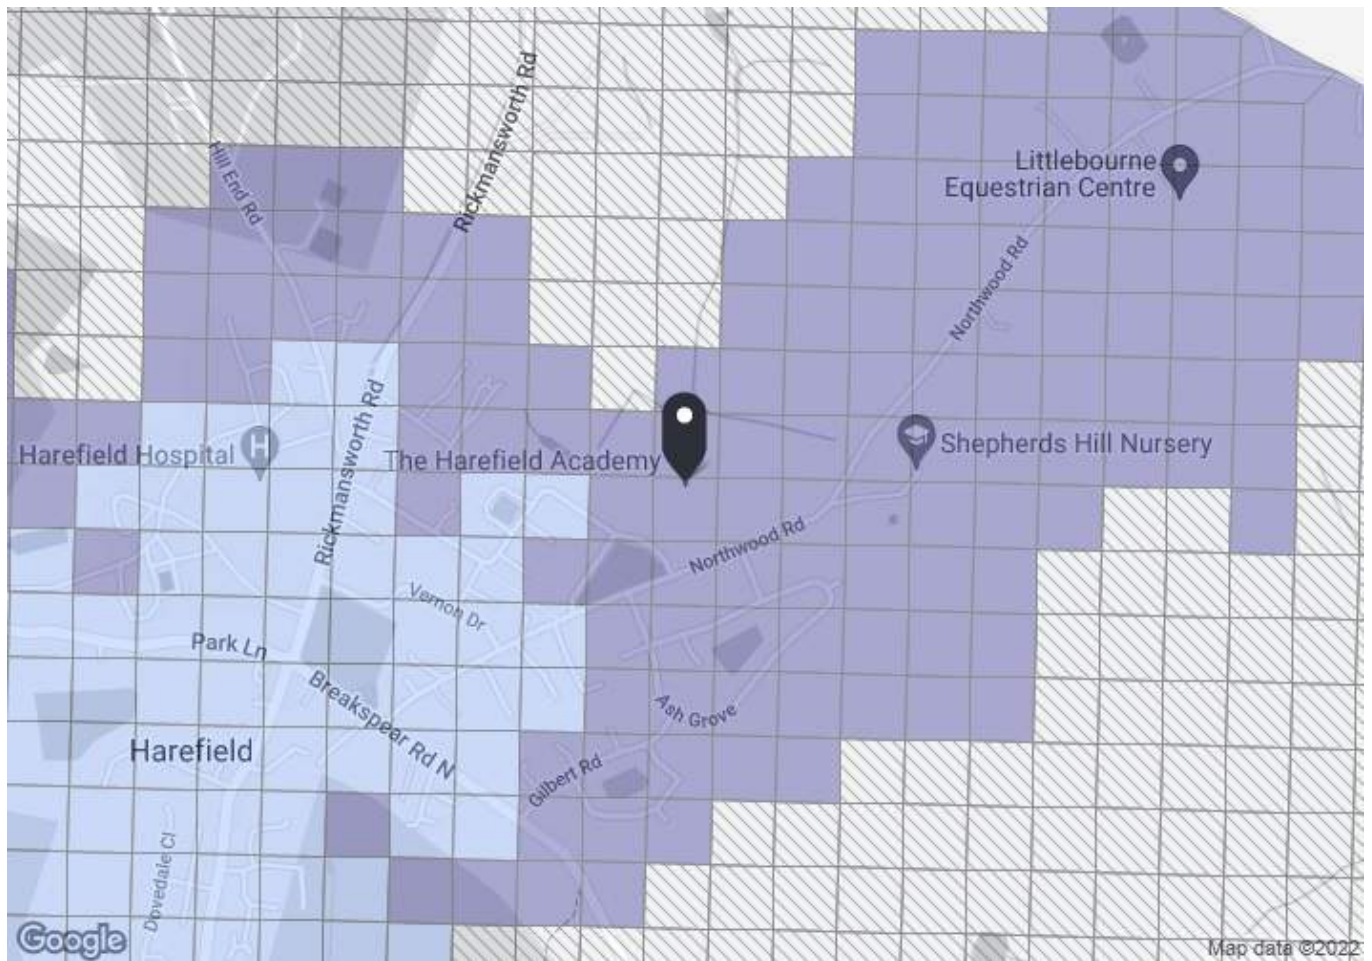 Rickmansworth Rd
Hill End Rd
Littlebourne
Equestrian Centre
Northwood Rd
Rickmansworth Rd
Harefield Hospital
H
The Harefield Academy
Shepherds Hill Nursery
Northwood Rd
Vernon Dr
Park Ln
Breakspear Rd N
Ash Grove
Harefield
Gilbert Rd
Dovedale Cl
Google
Map data ©2022